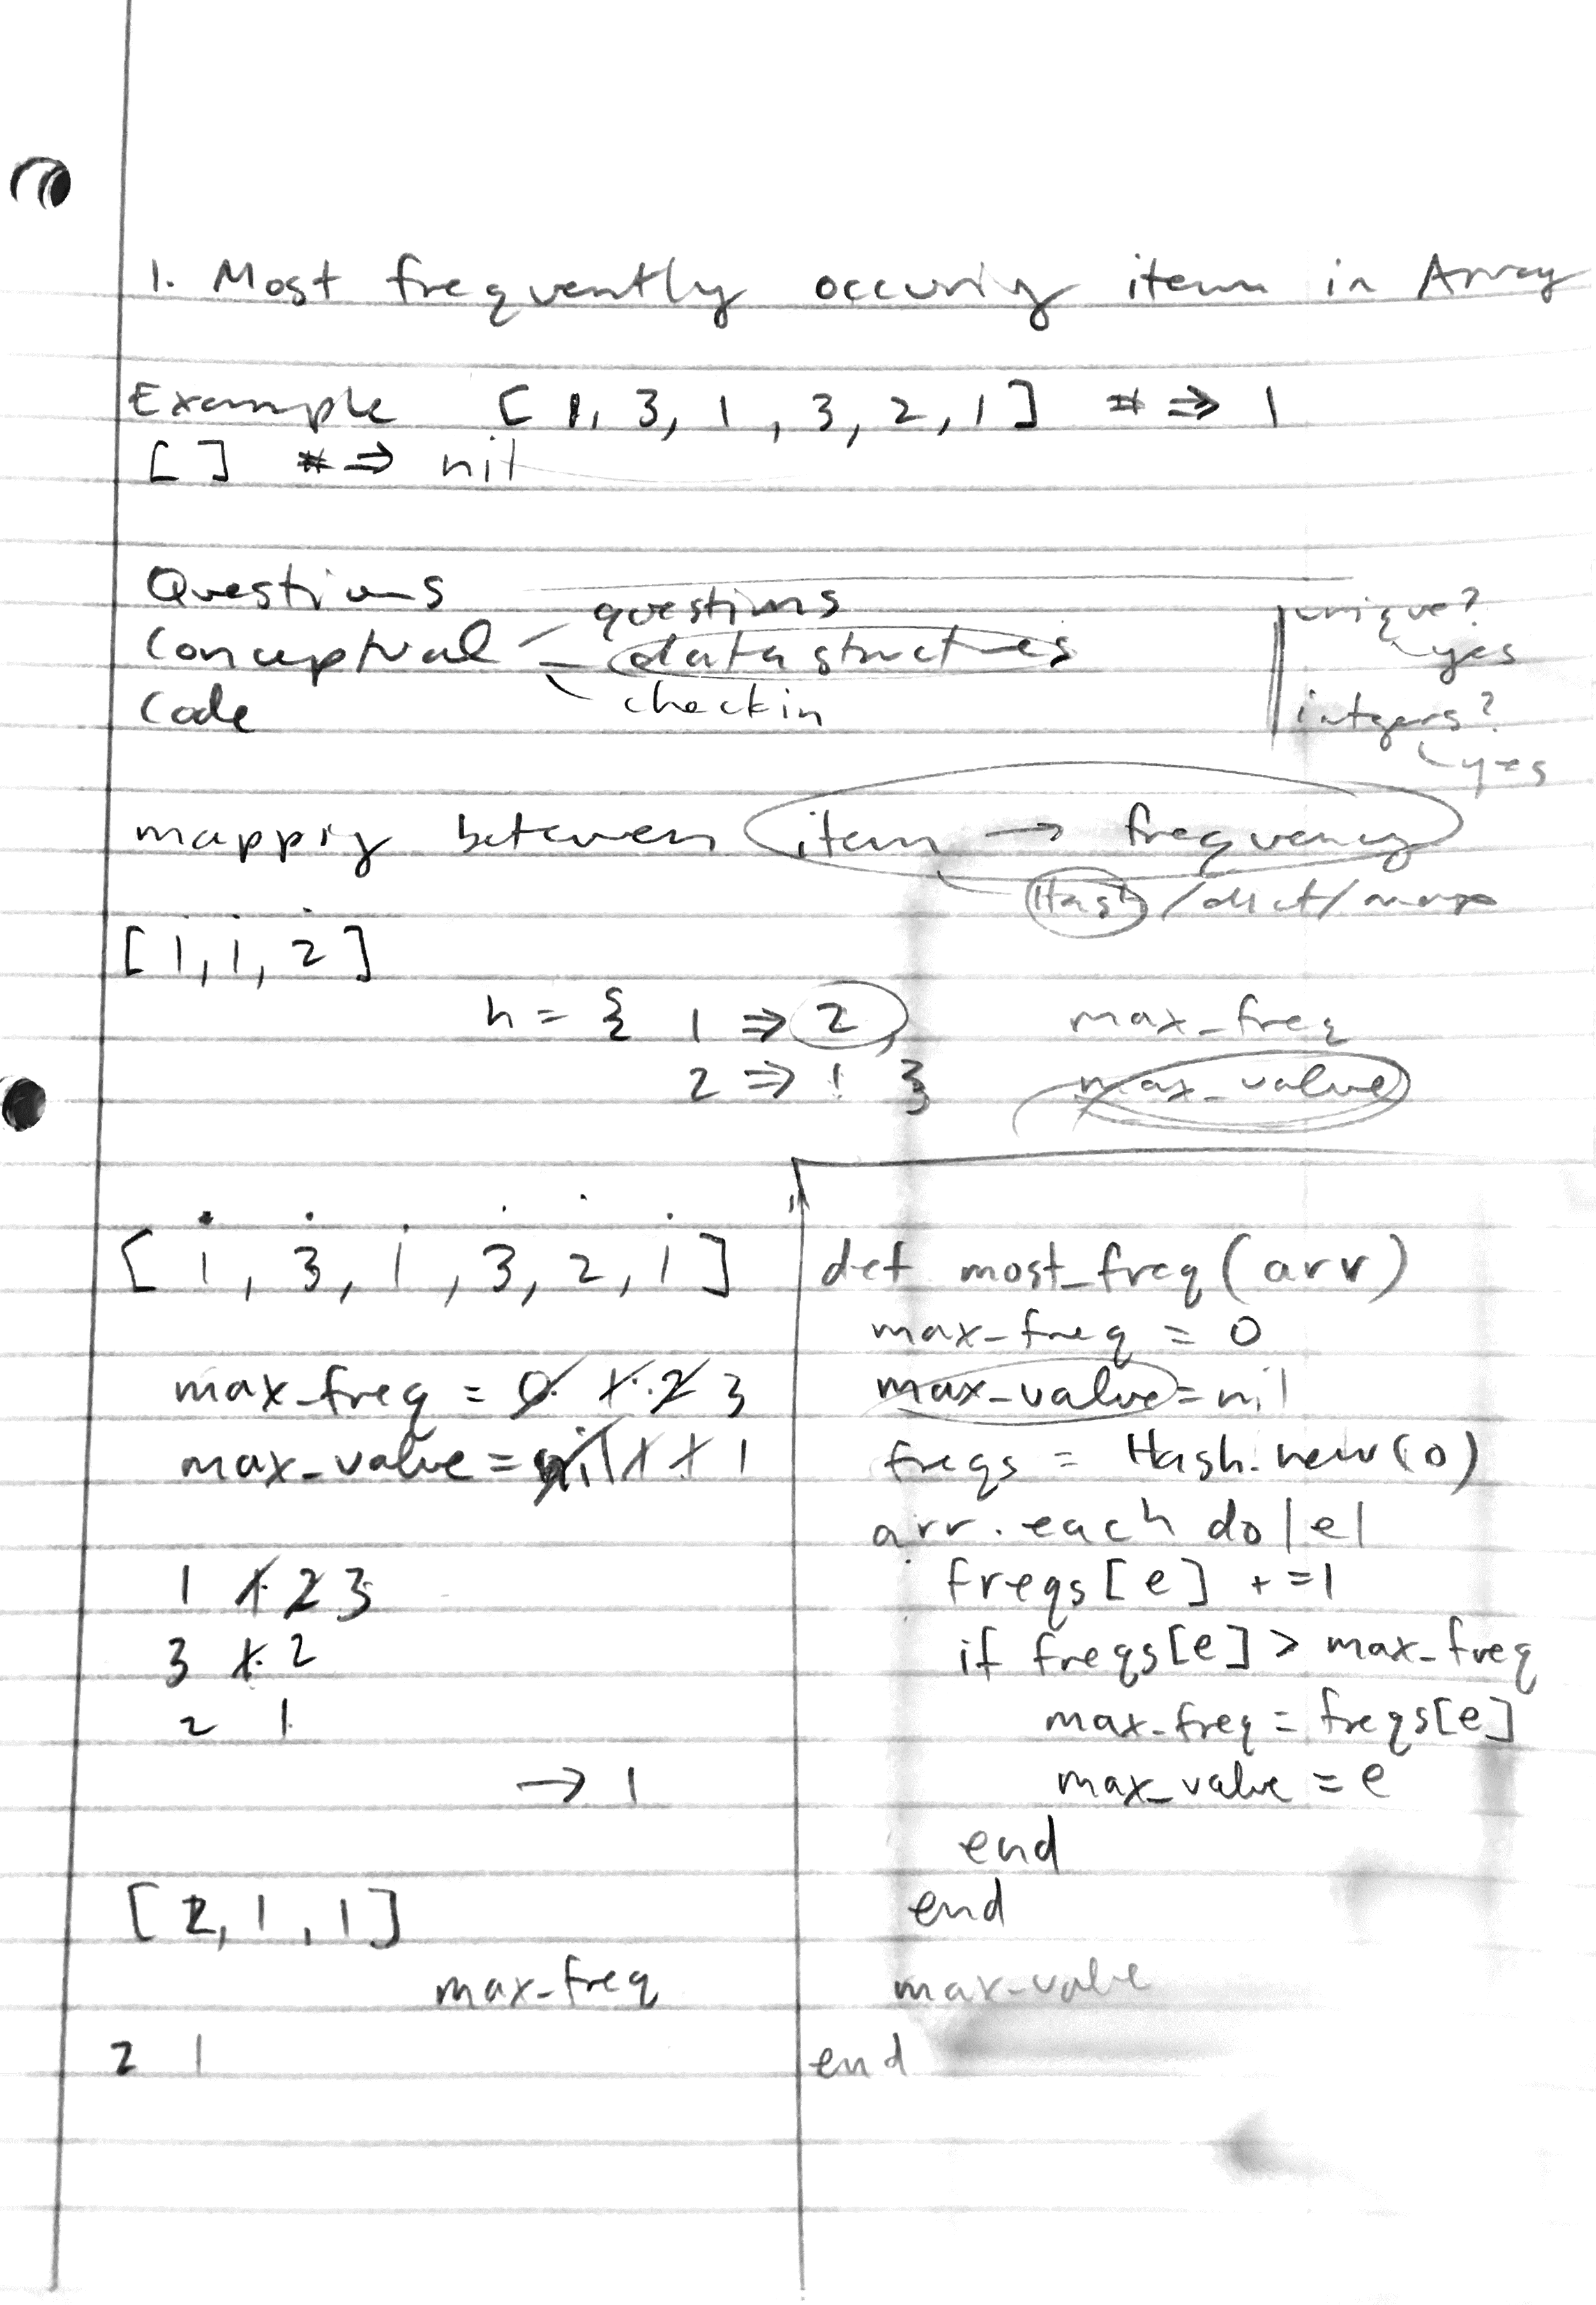 1. Most frequently occuring item in Array
Example [ 1, 3, 1, 3, 2, 1 ] # => 1
[ ] # => nil
Questions
Conceptual - questions
- data structures
- checkin
Code
unique?
yes
integers?
yes
mapping between item → frequency
Hash / dict / map
[ 1, 1, 2 ]
h = { 1 => 2,
2 => 1 }
max_freq
max_value
[ 1, 3, 1, 3, 2, 1 ]
max_freq = 0 1 2 3
max_value = nil 1 1 1
1 1 2 3
3 1 2
2 1
→ 1
[ 2, 1, 1 ]
max_freq
2 1
def most_freq(arr)
max_freq = 0
max_value = nil
freqs = Hash.new(0)
arr.each do |e|
freqs[e] += 1
if freqs[e] > max_freq
max_freq = freqs[e]
max_value = e
end
end
max_value
end